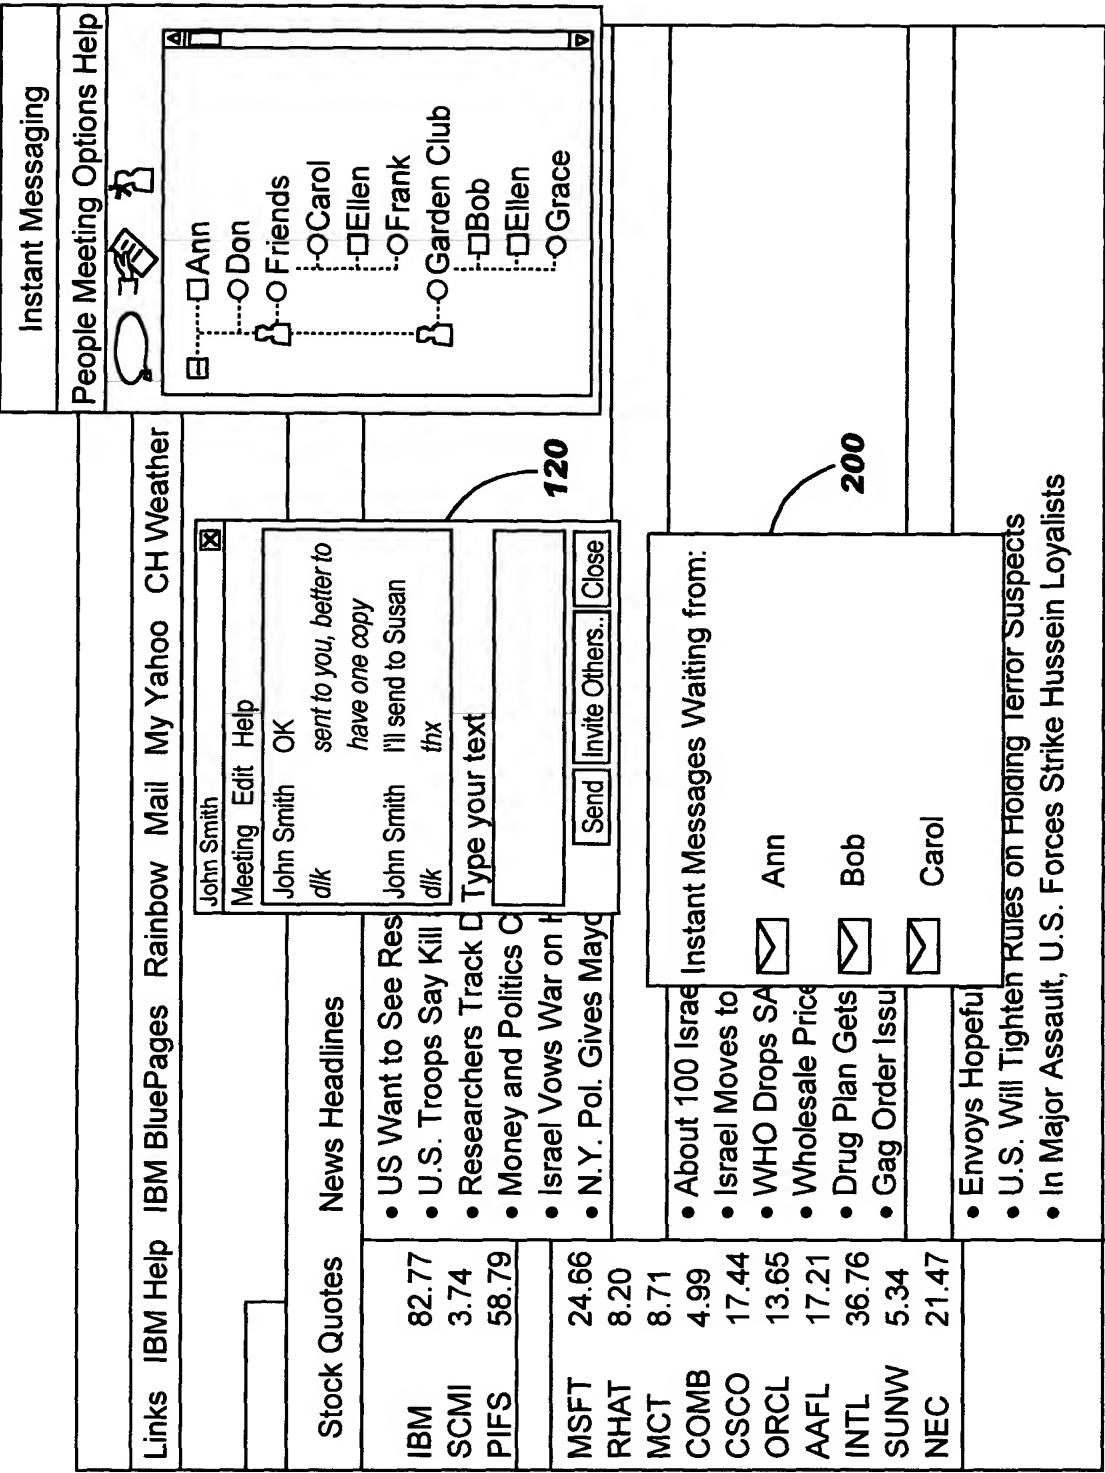 Instant Messaging
People Meeting Options Help
Ann
Don
Friends
Carol
Ellen
Frank
Garden Club
Bob
Ellen
Grace
Links IBM Help IBM BluePages Rainbow Mail My Yahoo CH Weather
John Smith
Meeting Edit Help
John Smith OK
dlk sent to you, better to
have one copy
John Smith I'll send to Susan
dlk thx
Type your text
Send Invite Others.. Close
120
Stock Quotes News Headlines
IBM 82.77
SCMI 3.74
PIFS 58.79
MSFT 24.66
RHAT 8.20
MCT 8.71
COMB 4.99
CSCO 17.44
ORCL 13.65
AAFL 17.21
INTL 36.76
SUNW 5.34
NEC 21.47
• US Want to See Res
• U.S. Troops Say Kill
• Researchers Track D
• Money and Politics C
• Israel Vows War on H
• N.Y. Pol. Gives Mayo
• About 100 Israe
• Israel Moves to
• WHO Drops SA
• Wholesale Price
• Drug Plan Gets
• Gag Order Issu
• Envoys Hopeful
• U.S. Will Tighten Rules on Holding Terror Suspects
• In Major Assault, U.S. Forces Strike Hussein Loyalists
Instant Messages Waiting from:
Ann
Bob
Carol
200